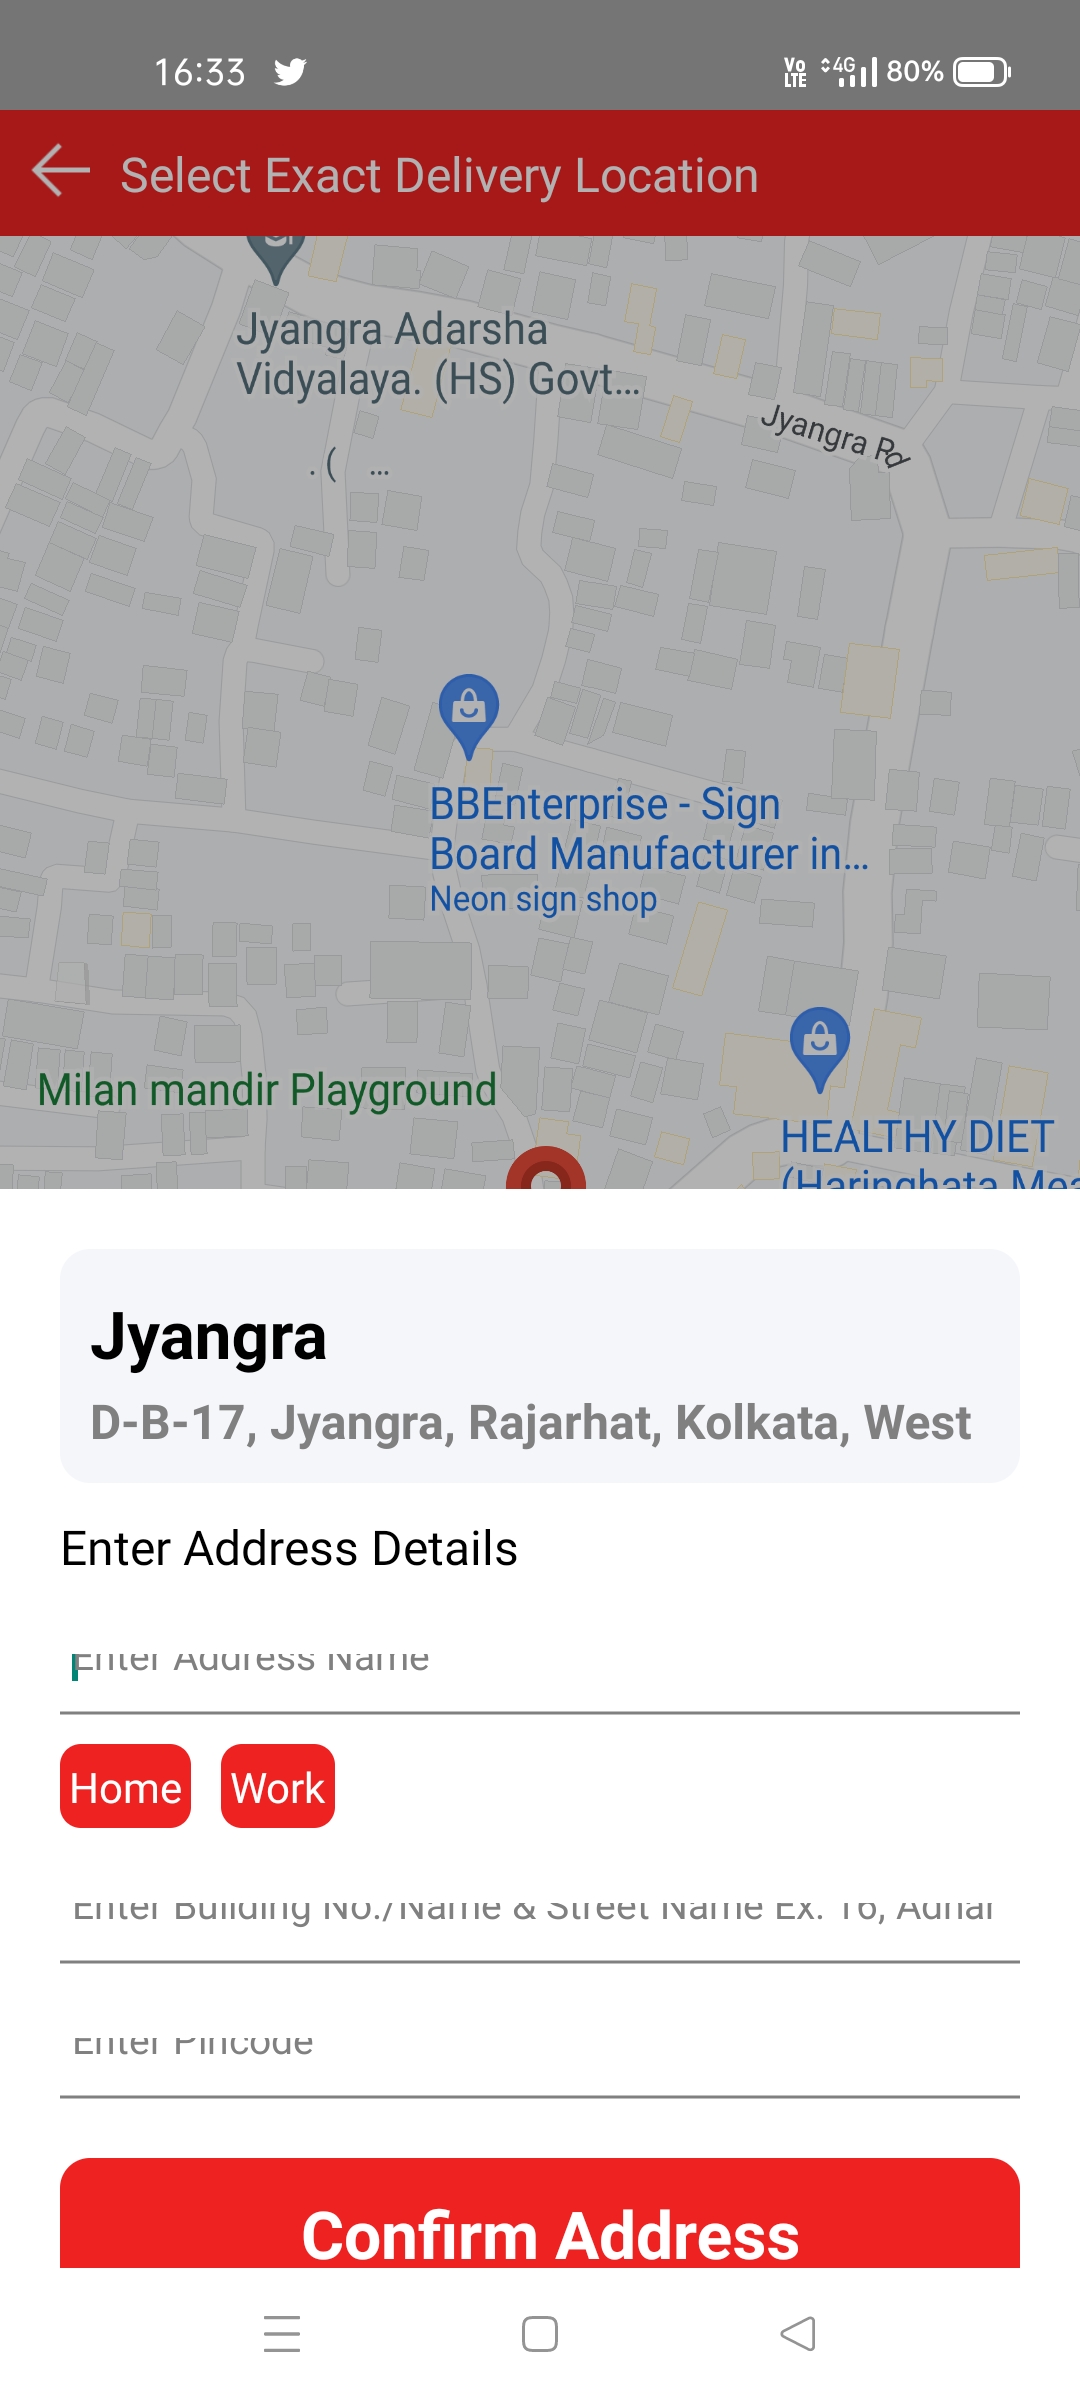 16:33
Vo
LTE
4G
80%
Select Exact Delivery Location
Jyangra Adarsha
Vidyalaya. (HS) Govt...
Jyangra Rd
. ( ...
BBEnterprise - Sign
Board Manufacturer in...
Neon sign shop
Milan mandir Playground
HEALTHY DIET
(Haringhata Mea
Jyangra
D-B-17, Jyangra, Rajarhat, Kolkata, West
Enter Address Details
Enter Address Name
Home
Work
Enter Building No./Name & Street Name Ex. 16,
Enter Pincode
Confirm Address